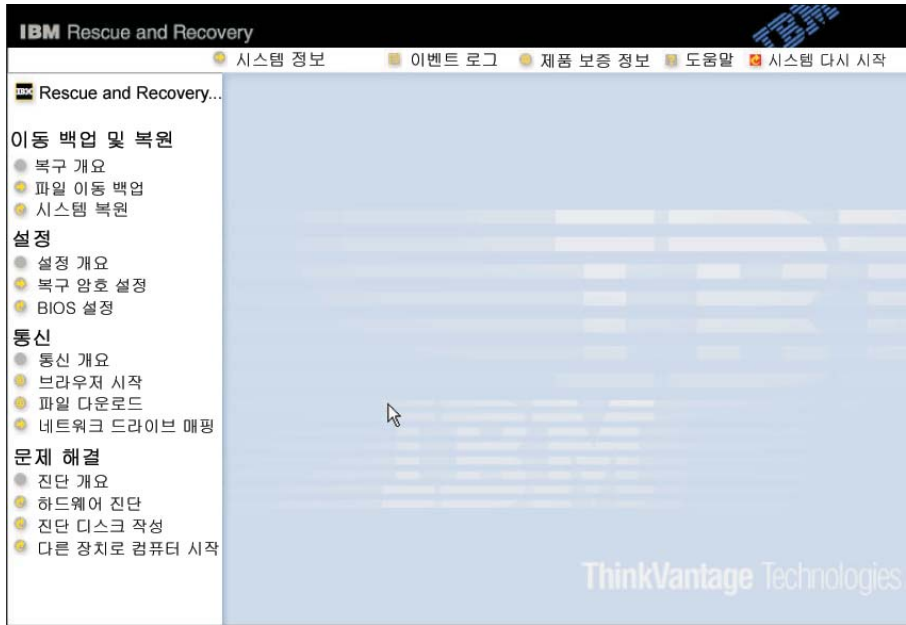 IBM Rescue and Recovery
IBM
시스템 정보 이벤트 로그 제품 보증 정보 도움말 시스템 다시 시작
Rescue and Recovery...
이동 백업 및 복원
복구 개요
파일 이동 백업
시스템 복원
설정
설정 개요
복구 암호 설정
BIOS 설정
통신
통신 개요
브라우저 시작
파일 다운로드
네트워크 드라이브 매핑
문제 해결
진단 개요
하드웨어 진단
진단 디스크 작성
다른 장치로 컴퓨터 시작
IBM
ThinkVantage Technologies